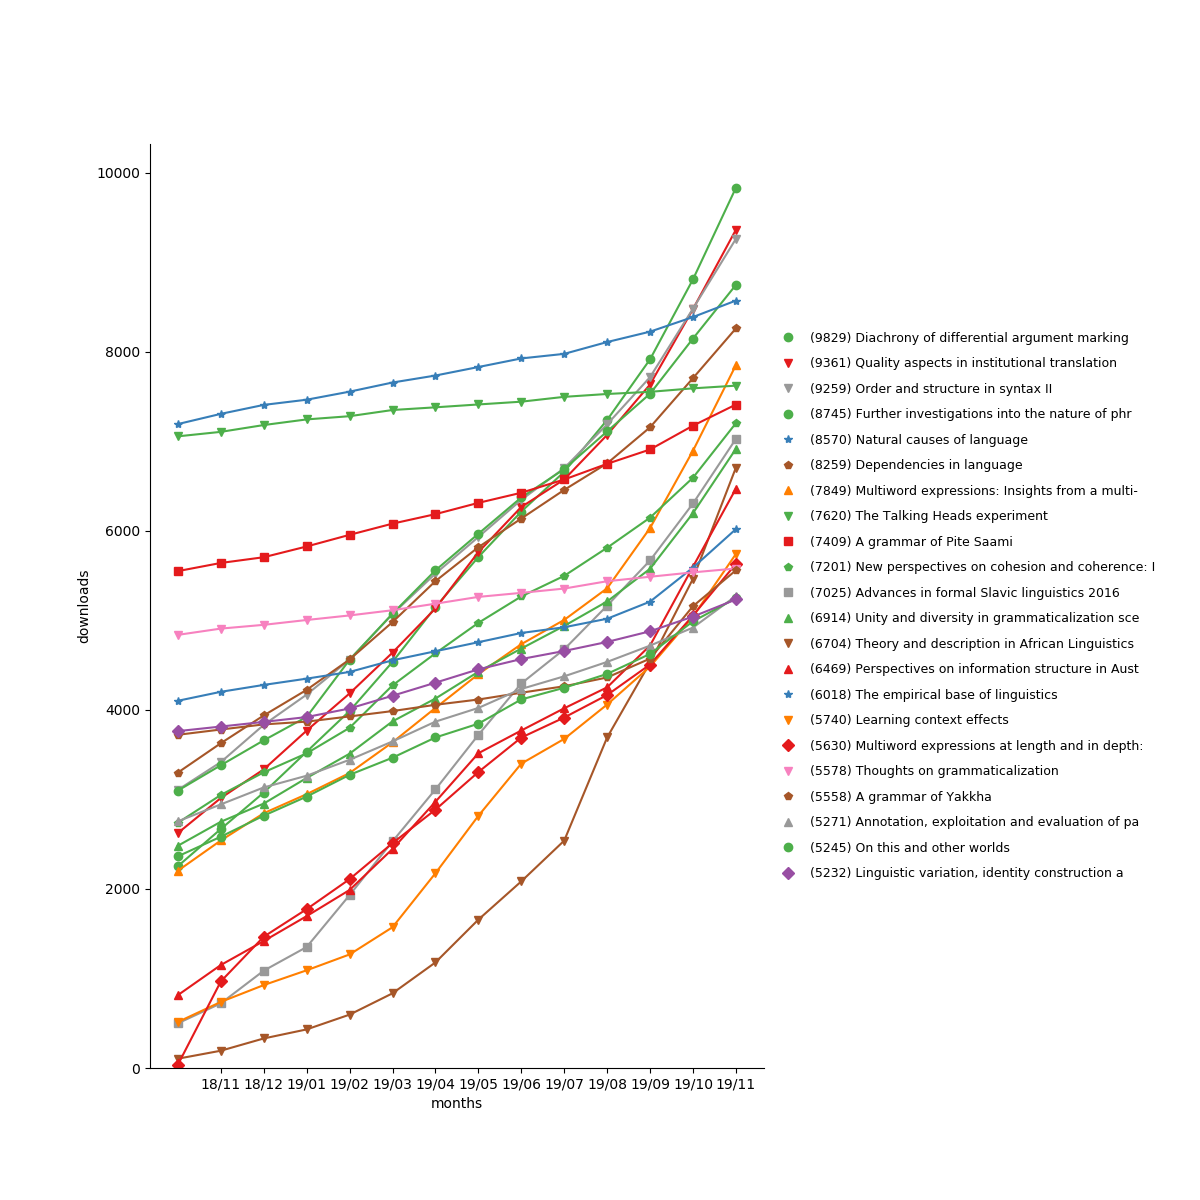 10000
8000
6000
4000
2000
0
downloads
18/11 18/12 19/01 19/02 19/03 19/04 19/05 19/06 19/07 19/08 19/09 19/10 19/11
months
(9829) Diachrony of differential argument marking
(9361) Quality aspects in institutional translation
(9259) Order and structure in syntax II
(8745) Further investigations into the nature of phr
(8570) Natural causes of language
(8259) Dependencies in language
(7849) Multiword expressions: Insights from a multi-
(7620) The Talking Heads experiment
(7409) A grammar of Pite Saami
(7201) New perspectives on cohesion and coherence: I
(7025) Advances in formal Slavic linguistics 2016
(6914) Unity and diversity in grammaticalization sce
(6704) Theory and description in African Linguistics
(6469) Perspectives on information structure in Aust
(6018) The empirical base of linguistics
(5740) Learning context effects
(5630) Multiword expressions at length and in depth:
(5578) Thoughts on grammaticalization
(5558) A grammar of Yakkha
(5271) Annotation, exploitation and evaluation of pa
(5245) On this and other worlds
(5232) Linguistic variation, identity construction a